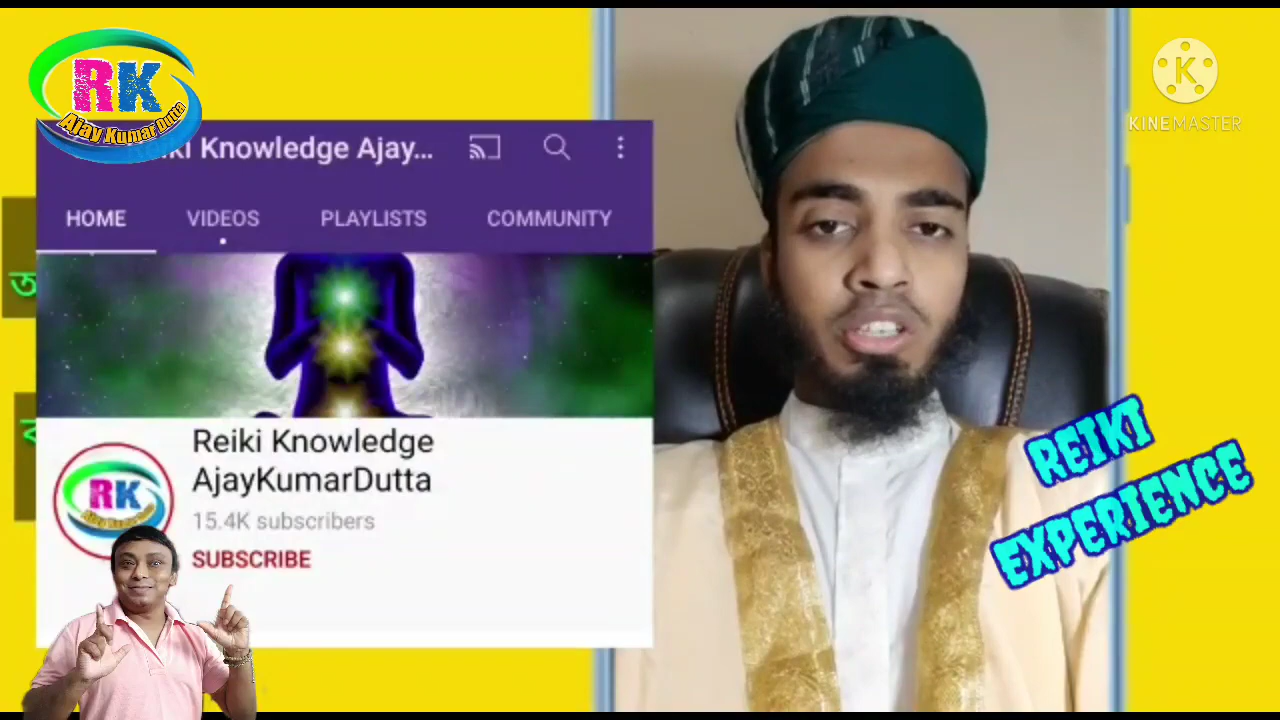 RK
Ajay Kumar Dutta
KINEMASTER
Knowledge Ajay...
HOME VIDEOS PLAYLISTS COMMUNITY
Reiki Knowledge
AjayKumarDutta
15.4K subscribers
SUBSCRIBE
RK
REIKI
EXPERIENCE